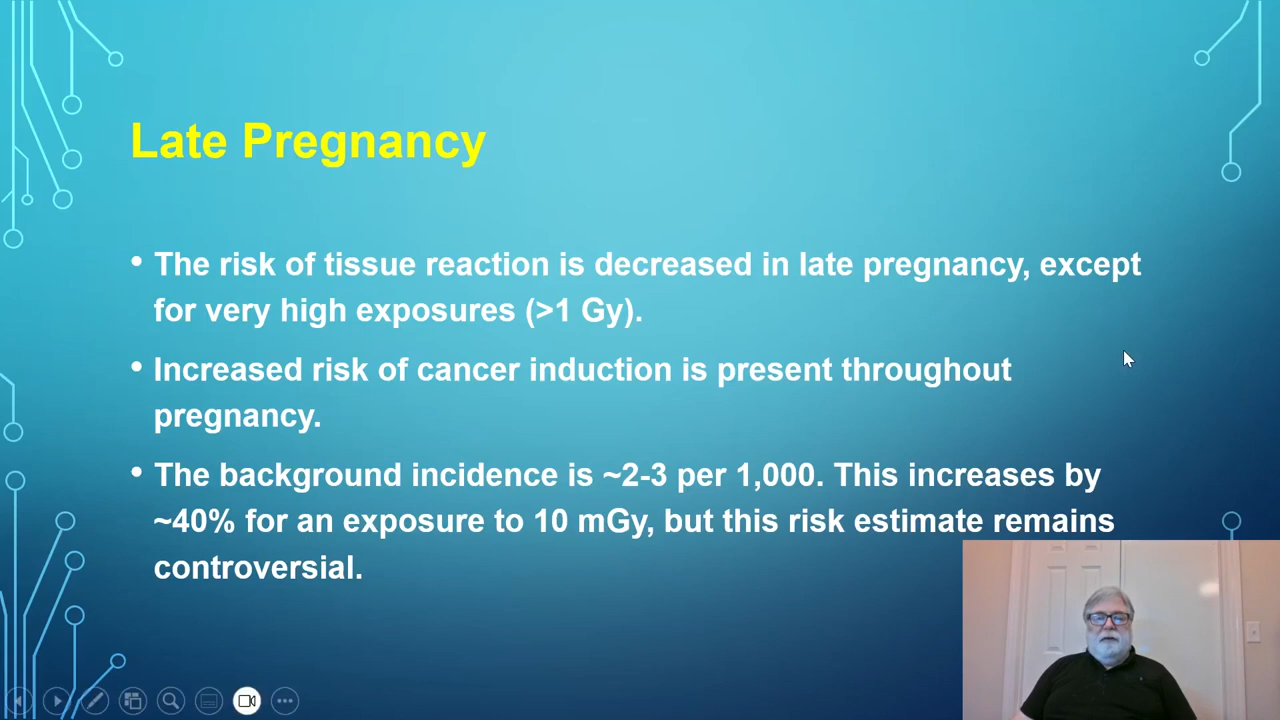 Late Pregnancy
• The risk of tissue reaction is decreased in late pregnancy, except
for very high exposures (>1 Gy).
• Increased risk of cancer induction is present throughout
pregnancy.
• The background incidence is ~2-3 per 1,000. This increases by
~40% for an exposure to 10 mGy, but this risk estimate remains
controversial.